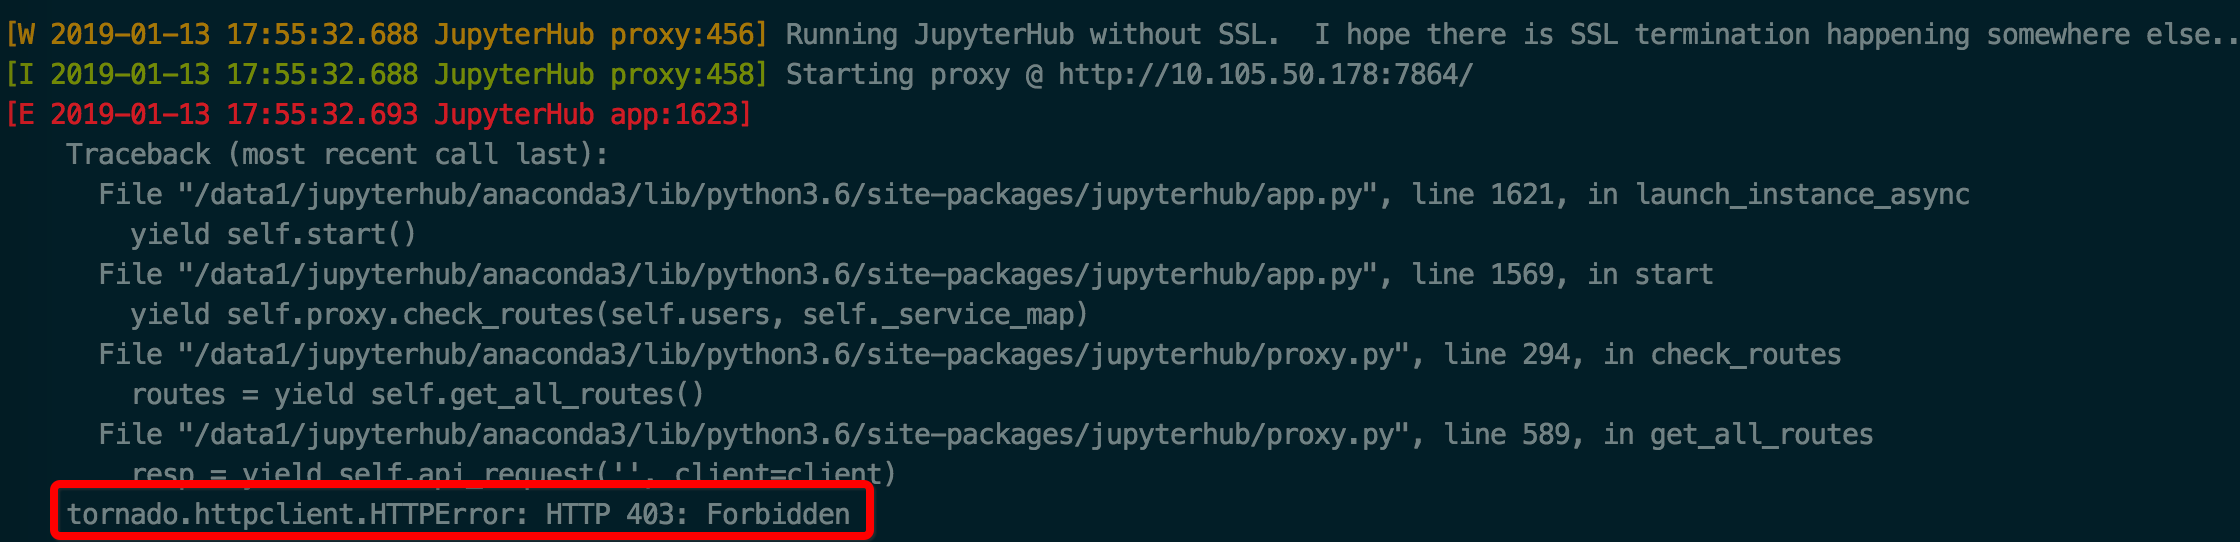 [W 2019-01-13 17:55:32.688 JupyterHub proxy:456] Running JupyterHub without SSL.  I hope there is SSL termination happening somewhere else..
[I 2019-01-13 17:55:32.688 JupyterHub proxy:458] Starting proxy @ http://10.105.50.178:7864/
[E 2019-01-13 17:55:32.693 JupyterHub app:1623]
Traceback (most recent call last):
File "/data1/jupyterhub/anaconda3/lib/python3.6/site-packages/jupyterhub/app.py", line 1621, in launch_instance_async
yield self.start()
File "/data1/jupyterhub/anaconda3/lib/python3.6/site-packages/jupyterhub/app.py", line 1569, in start
yield self.proxy.check_routes(self.users, self._service_map)
File "/data1/jupyterhub/anaconda3/lib/python3.6/site-packages/jupyterhub/proxy.py", line 294, in check_routes
routes = yield self.get_all_routes()
File "/data1/jupyterhub/anaconda3/lib/python3.6/site-packages/jupyterhub/proxy.py", line 589, in get_all_routes
resp = yield self.api_request('', client=client)
tornado.httpclient.HTTPError: HTTP 403: Forbidden